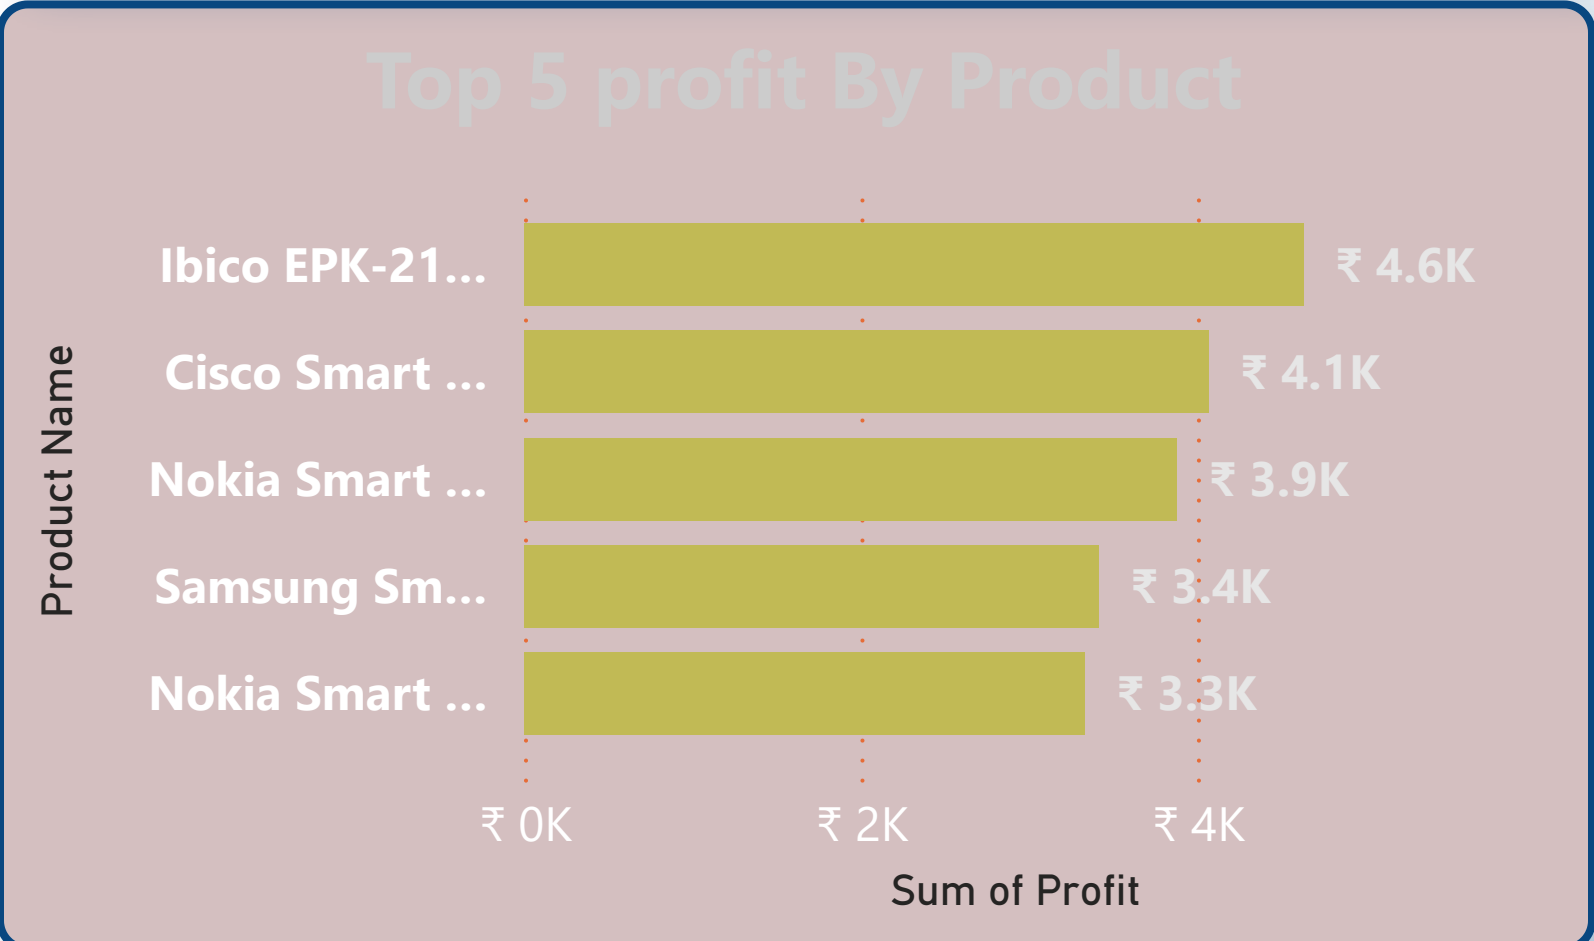 Top 5 profit By Product
Product Name
Ibico EPK-21... ₹ 4.6K
Cisco Smart ... ₹ 4.1K
Nokia Smart ... ₹ 3.9K
Samsung Sm... ₹ 3.4K
Nokia Smart ... ₹ 3.3K
₹ 0K ₹ 2K ₹ 4K
Sum of Profit